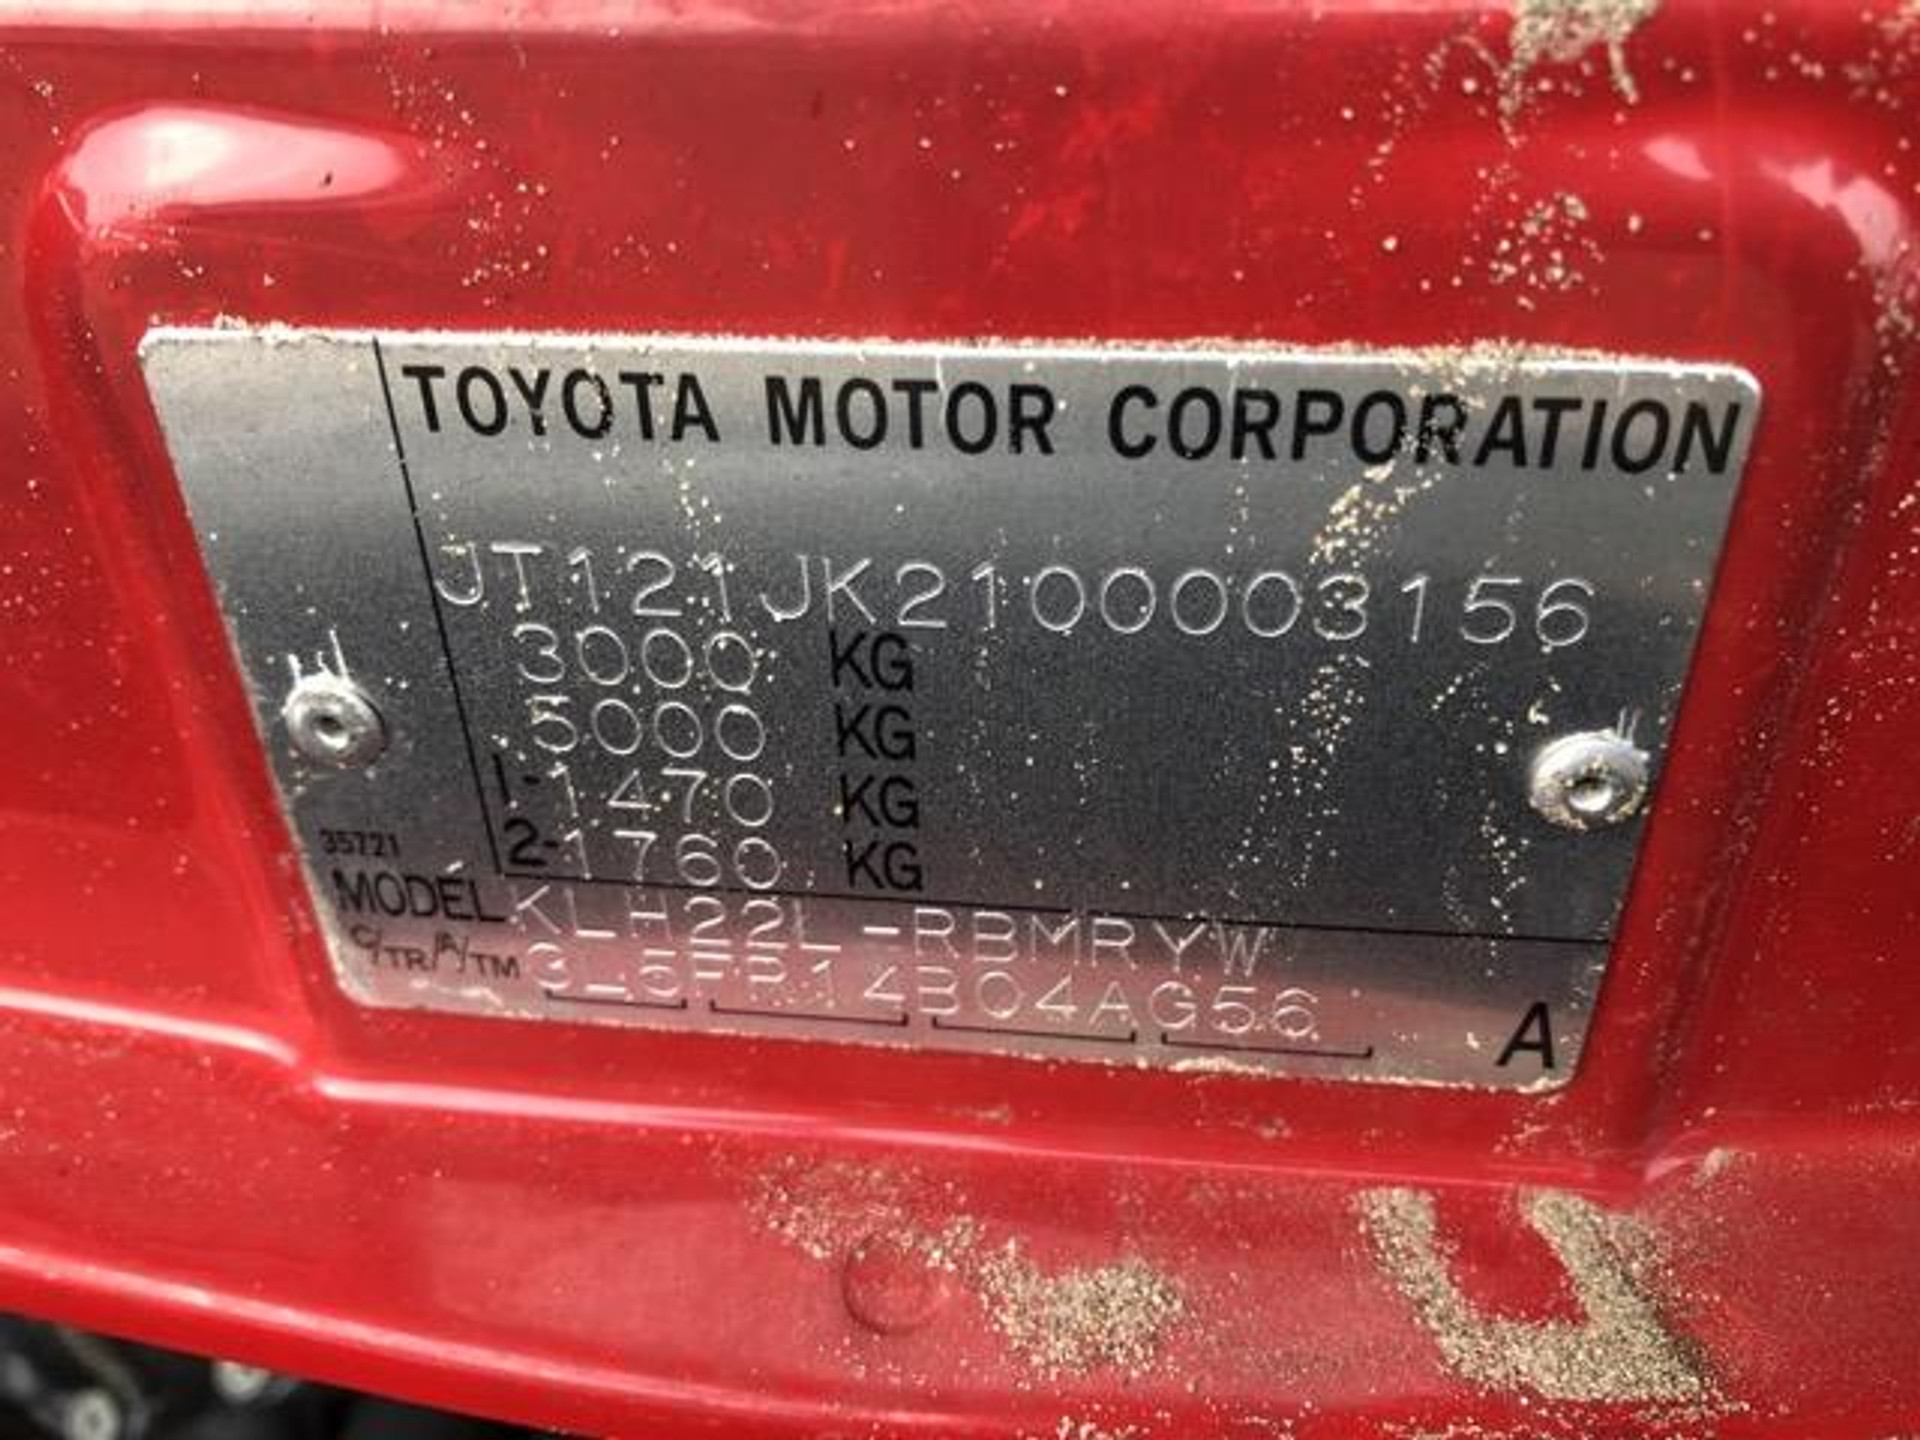 TOYOTA MOTOR CORPORATION
JT121JK2100003156
3000 KG
5000 KG
1-1470 KG
2-1760 KG
35721
MODEL KLH22L-RBMRYW
C/TR/A/TM 3L5FP14B04AG56
A